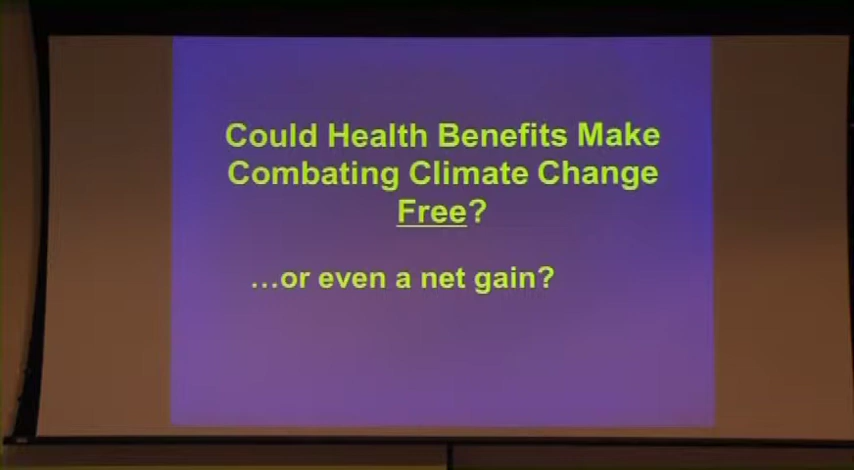 Could Health Benefits Make
Combating Climate Change
Free?
…or even a net gain?